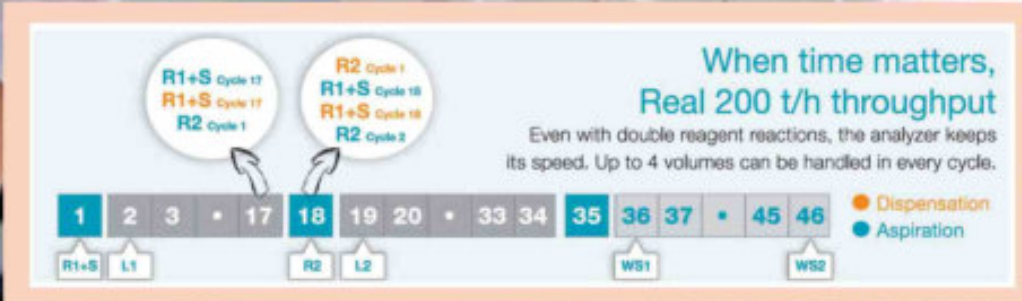 When time matters,
Real 200 t/h throughput
Even with double reagent reactions, the analyzer keeps
its speed. Up to 4 volumes can be handled in every cycle.
R1+S Cycle 17
R1+S Cycle 17
R2 Cycle 1
R2 Cycle 1
R1+S Cycle 18
R1+S Cycle 18
R2 Cycle 2
1 2 3 • 17 18 19 20 • 33 34 35 36 37 • 45 46
Dispensation
Aspiration
R1+S L1 R2 L2 WS1 WS2